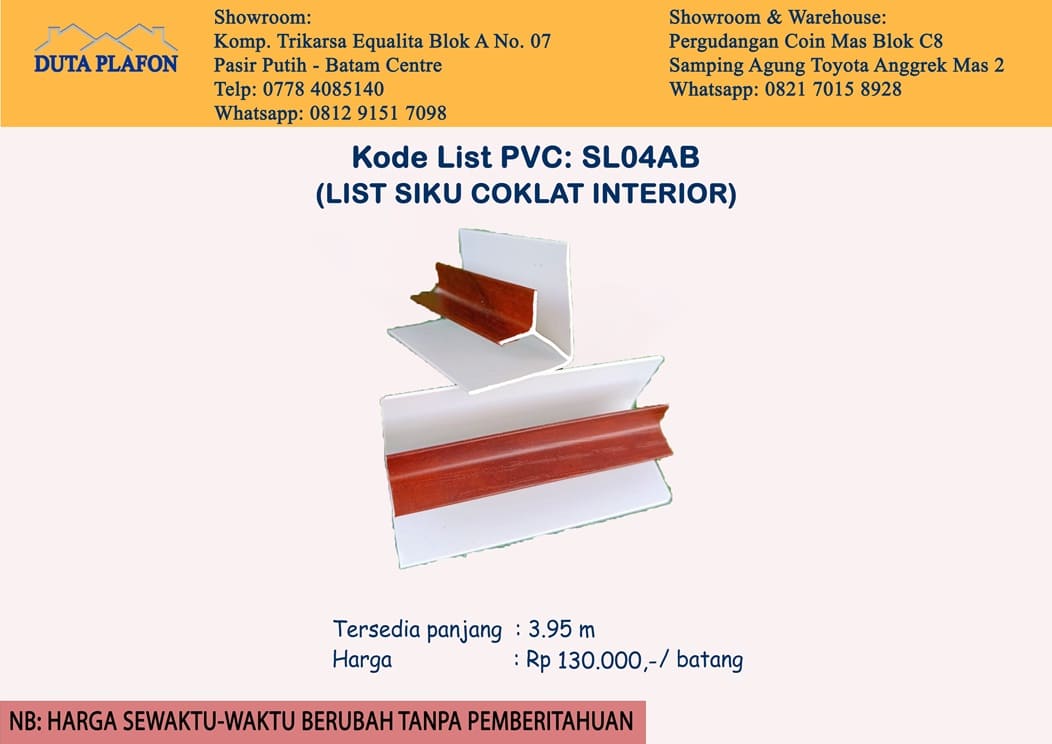 DUTA PLAFON
Showroom:
Komp. Trikarsa Equalita Blok A No. 07
Pasir Putih - Batam Centre
Telp: 0778 4085140
Whatsapp: 0812 9151 7098
Showroom & Warehouse:
Pergudangan Coin Mas Blok C8
Samping Agung Toyota Anggrek Mas 2
Whatsapp: 0821 7015 8928
Kode List PVC: SL04AB
(LIST SIKU COKLAT INTERIOR)
Tersedia panjang : 3.95 m
Harga : Rp 130.000,-/ batang
NB: HARGA SEWAKTU-WAKTU BERUBAH TANPA PEMBERITAHUAN